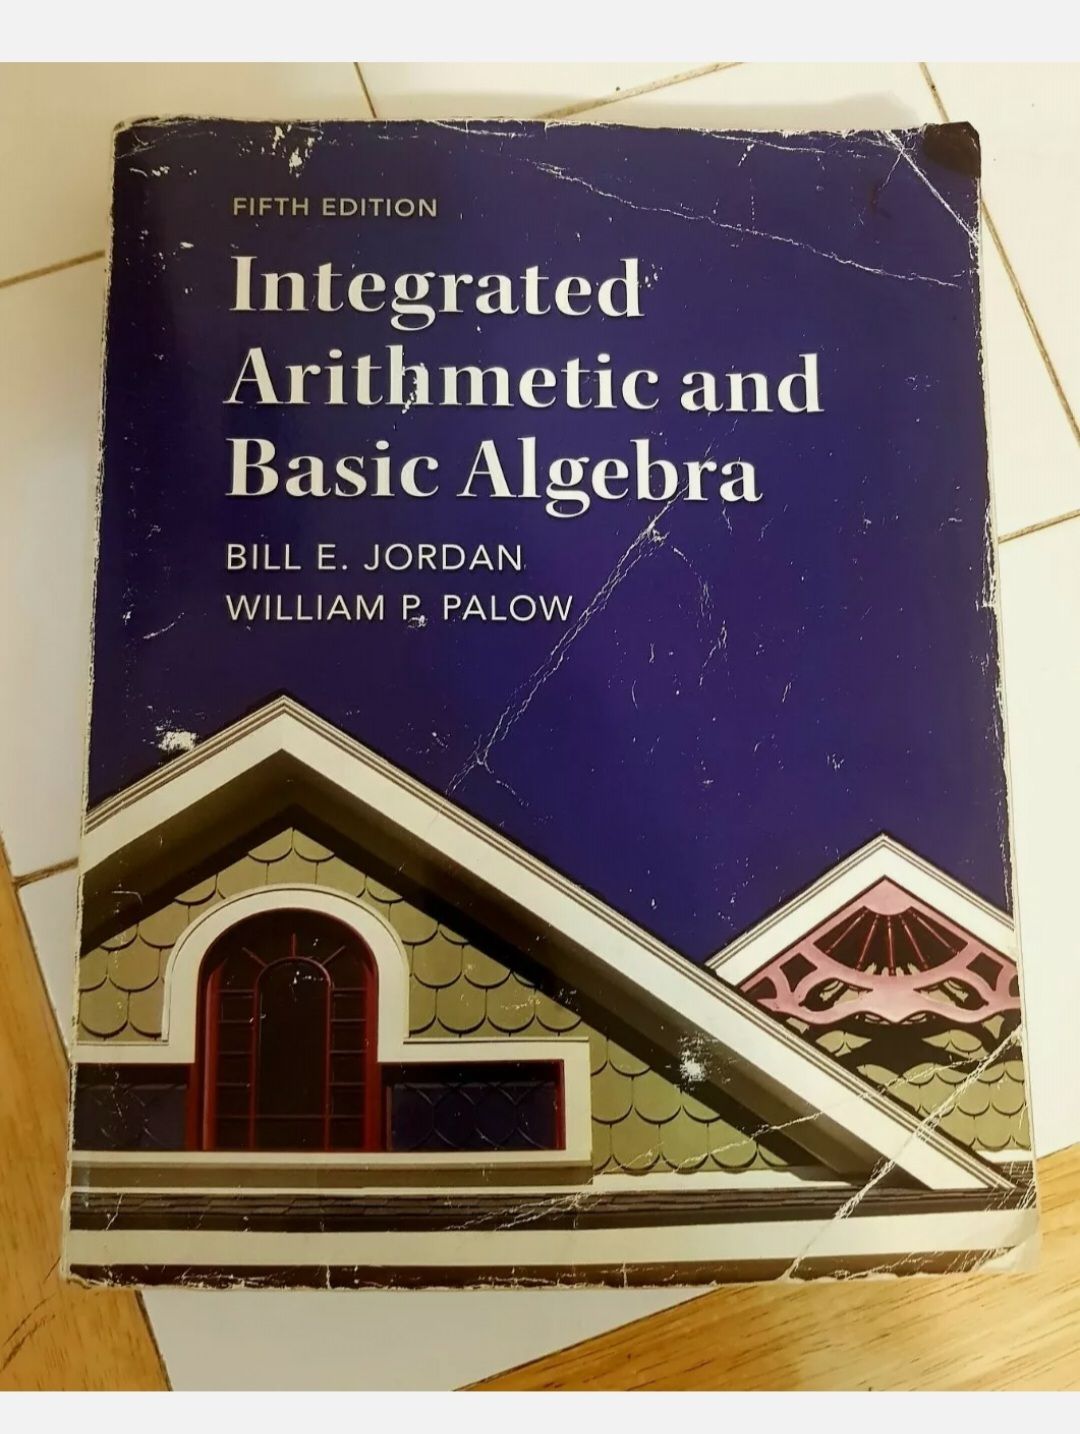 FIFTH EDITION
Integrated
Arithmetic and
Basic Algebra
BILL E. JORDAN
WILLIAM P. PALOW